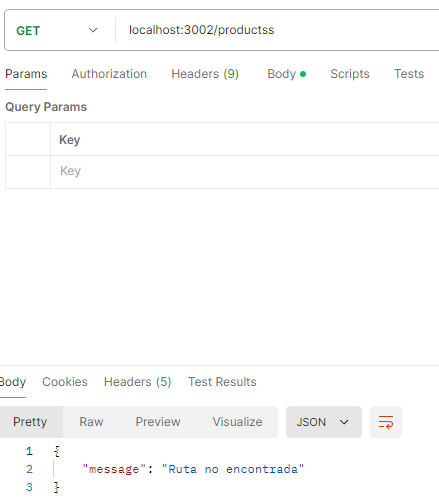 GET localhost:3002/productss
Params Authorization Headers (9) Body Scripts Tests
Query Params
Key
Key
Body Cookies Headers (5) Test Results
Pretty Raw Preview Visualize JSON
1 {
2 "message": "Ruta no encontrada"
3 }